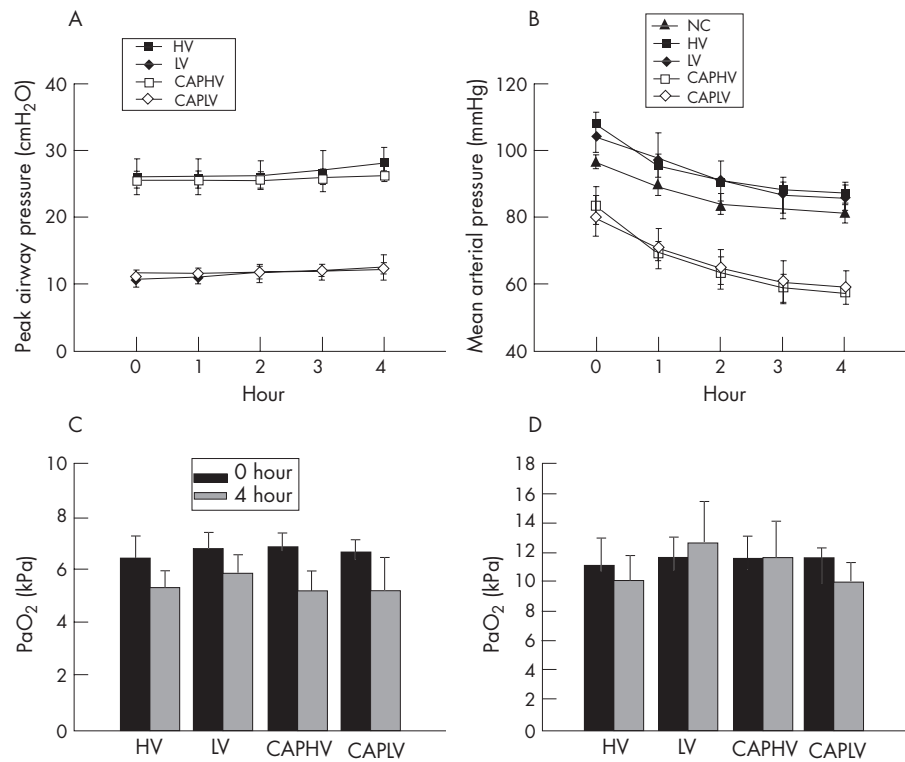 A
HV
LV
CAPHV
CAPLV
Peak airway pressure (cmH₂O)
40
30
20
10
0
0 1 2 3 4
Hour
B
NC
HV
LV
CAPHV
CAPLV
Mean arterial pressure (mmHg)
120
100
80
60
40
0 1 2 3 4
Hour
C
0 hour
4 hour
PaO₂ (kPa)
10
8
6
4
2
0
HV LV CAPHV CAPLV
D
PaO₂ (kPa)
18
16
14
12
10
8
6
4
2
0
HV LV CAPHV CAPLV